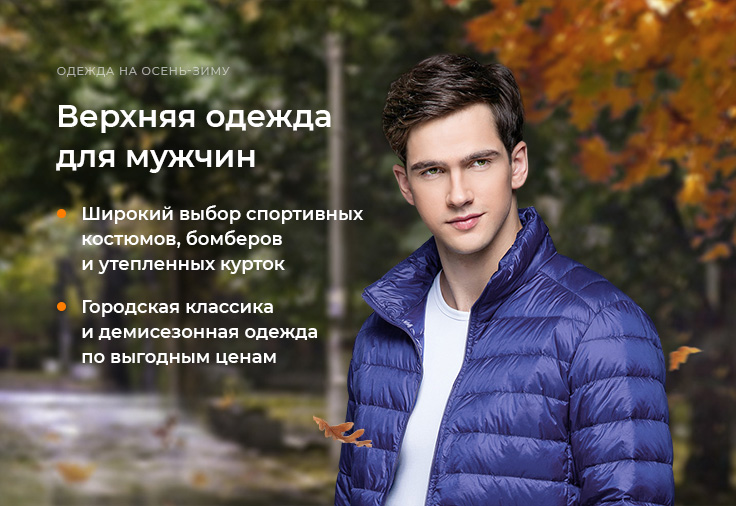 ОДЕЖДА НА ОСЕНЬ-ЗИМУ
Верхняя одежда
для мужчин
Широкий выбор спортивных
костюмов, бомберов
и утепленных курток
Городская классика
и демисезонная одежда
по выгодным ценам